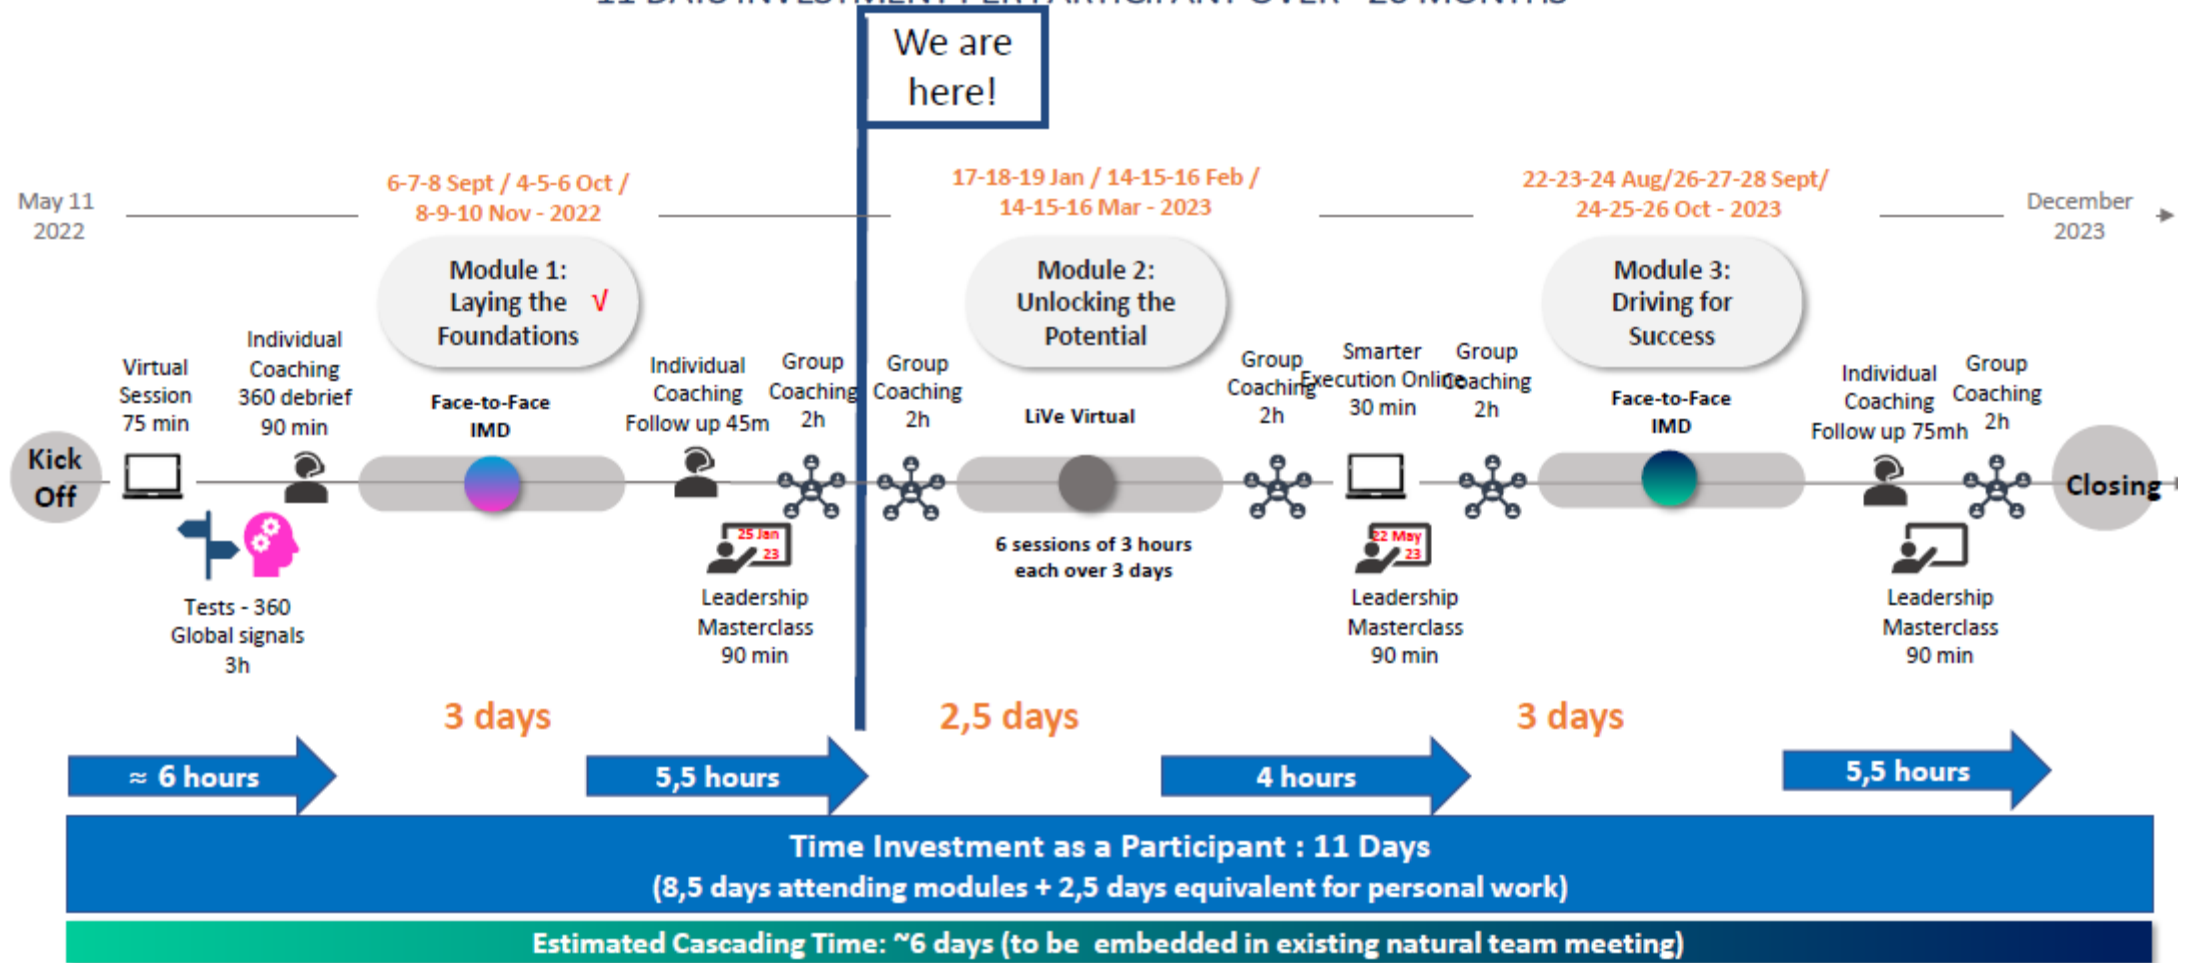 11 DAYS INVESTMENT PER PARTICIPANT OVER ~20 MONTHS
We are
here!
May 11
2022
6-7-8 Sept / 4-5-6 Oct /
8-9-10 Nov - 2022
17-18-19 Jan / 14-15-16 Feb /
14-15-16 Mar - 2023
22-23-24 Aug/26-27-28 Sept/
24-25-26 Oct - 2023
December
2023
Module 1:
Laying the √
Foundations
Module 2:
Unlocking the
Potential
Module 3:
Driving for
Success
Kick
Off
Virtual
Session
75 min
Individual
Coaching
360 debrief
90 min
Face-to-Face
IMD
Individual
Coaching
Follow up 45m
Group
Coaching
2h
Group
Coaching
2h
LiVe Virtual
Group
Coaching
2h
Smarter
Execution Online
30 min
Group
Coaching
2h
Face-to-Face
IMD
Individual
Coaching
Follow up 75mh
Group
Coaching
2h
Closing
Tests - 360
Global signals
3h
25 Jan
23
Leadership
Masterclass
90 min
6 sessions of 3 hours
each over 3 days
22 May
23
Leadership
Masterclass
90 min
Leadership
Masterclass
90 min
3 days
2,5 days
3 days
≈ 6 hours
5,5 hours
4 hours
5,5 hours
Time Investment as a Participant : 11 Days
(8,5 days attending modules + 2,5 days equivalent for personal work)
Estimated Cascading Time: ~6 days (to be embedded in existing natural team meeting)